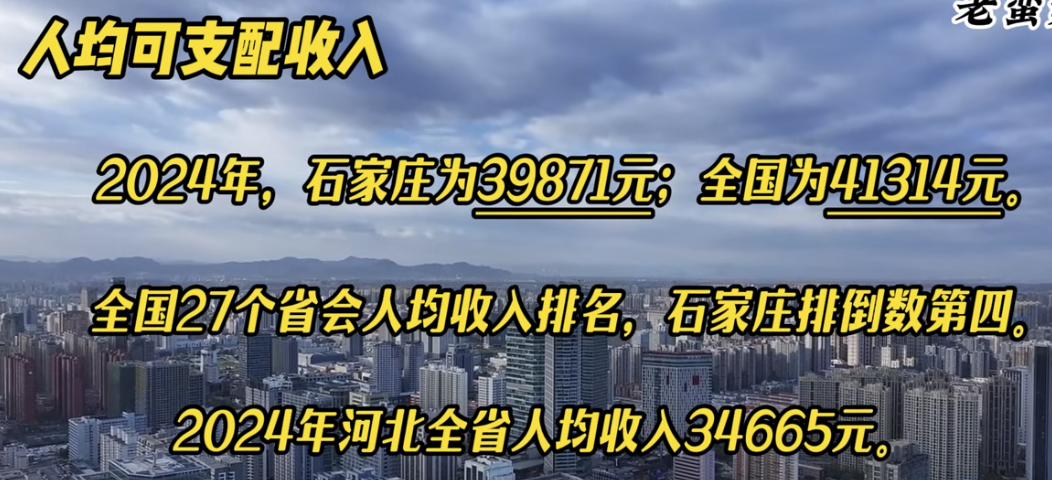 老蛮
人均可支配收入
2024年，石家庄为39871元；全国为41314元。
全国27个省会人均收入排名，石家庄排倒数第四。
2024年河北全省人均收入34665元。